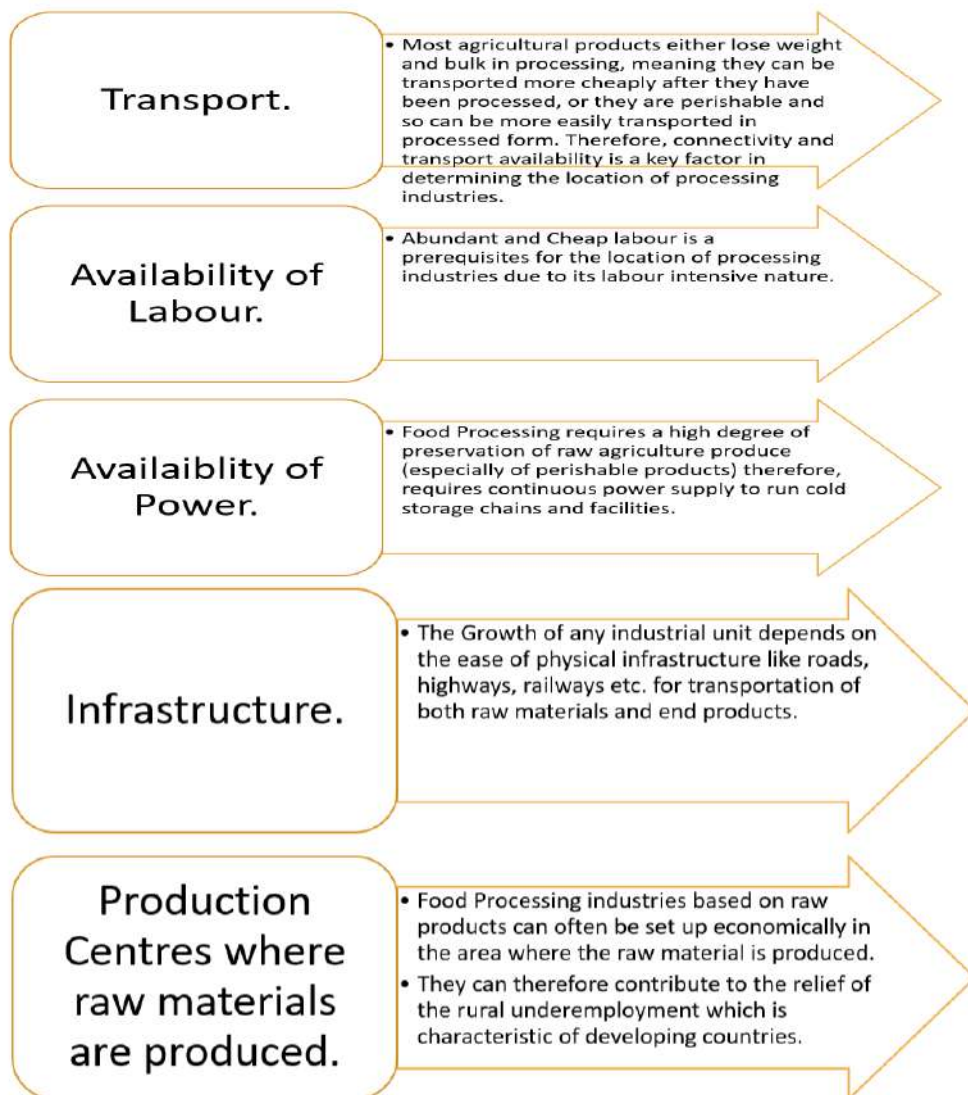 Transport.
• Most agricultural products either lose weight
and bulk in processing, meaning they can be
transported more cheaply after they have
been processed, or they are perishable and
so can be more easily transported in
processed form. Therefore, connectivity and
transport availability is a key factor in
determining the location of processing
industries.
Availability of
Labour.
• Abundant and Cheap labour is a
prerequisites for the location of processing
industries due to its labour intensive nature.
Availaiblity of
Power.
• Food Processing requires a high degree of
preservation of raw agriculture produce
(especially of perishable products) therefore,
requires continuous power supply to run cold
storage chains and facilities.
Infrastructure.
• The Growth of any industrial unit depends on
the ease of physical infrastructure like roads,
highways, railways etc. for transportation of
both raw materials and end products.
Production
Centres where
raw materials
are produced.
• Food Processing industries based on raw
products can often be set up economically in
the area where the raw material is produced.
• They can therefore contribute to the relief of
the rural underemployment which is
characteristic of developing countries.